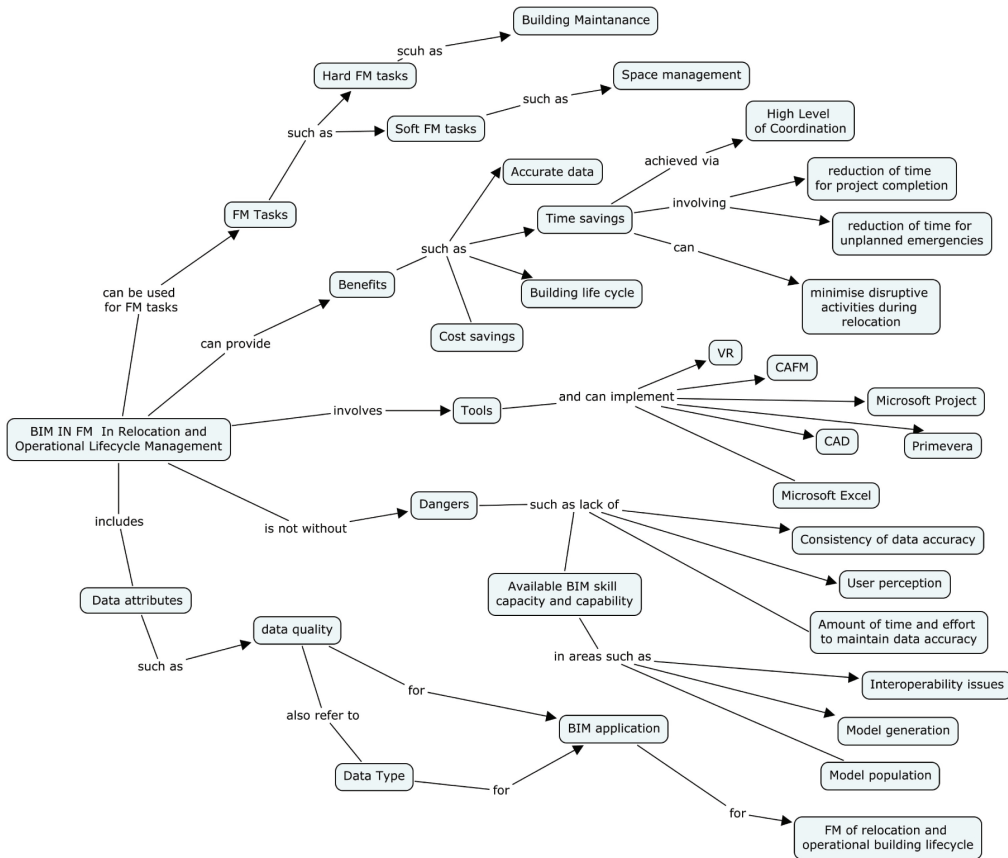 Building Maintanance
scuh as
Hard FM tasks
Space management
such as
such as
Soft FM tasks
High Level
of Coordination
achieved via
Accurate data
reduction of time
for project completion
FM Tasks
Time savings
involving
reduction of time for
unplanned emergencies
such as
can
can be used
for FM tasks
Benefits
Building life cycle
minimise disruptive
activities during
relocation
can provide
Cost savings
VR
CAFM
and can implement
Microsoft Project
involves
Tools
BIM IN FM In Relocation and
Operational Lifecycle Management
CAD
Primevera
Microsoft Excel
includes
is not without
Dangers
such as lack of
Consistency of data accuracy
Available BIM skill
capacity and capability
User perception
Data attributes
Amount of time and effort
to maintain data accuracy
data quality
such as
in areas such as
Interoperability issues
for
also refer to
BIM application
Model generation
Data Type
for
Model population
for
FM of relocation and
operational building lifecycle